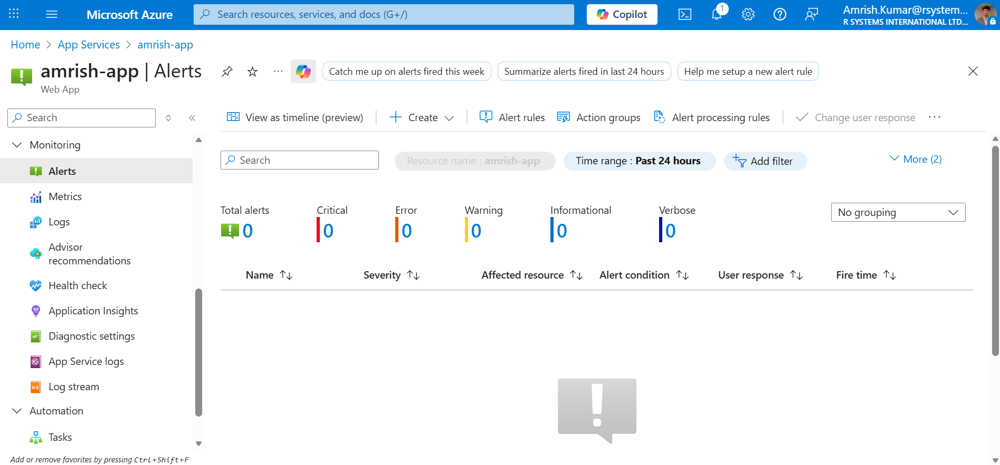 Microsoft Azure
Search resources, services, and docs (G+/)
Copilot
1
Amrish.Kumar@rsystem...
R SYSTEMS INTERNATIONAL LTD...
Home > App Services > amrish-app
amrish-app | Alerts
Web App
Catch me up on alerts fired this week
Summarize alerts fired in last 24 hours
Help me setup a new alert rule
Search
View as timeline (preview)
Create
Alert rules
Action groups
Alert processing rules
Change user response
Monitoring
Alerts
Metrics
Logs
Advisor
recommendations
Health check
Application Insights
Diagnostic settings
App Service logs
Log stream
Automation
Tasks
Add or remove favorites by pressing Ctrl+Shift+F
Search
Resource name : amrish-app
Time range : Past 24 hours
Add filter
More (2)
Total alerts
0
Critical
0
Error
0
Warning
0
Informational
0
Verbose
0
No grouping
Name
Severity
Affected resource
Alert condition
User response
Fire time